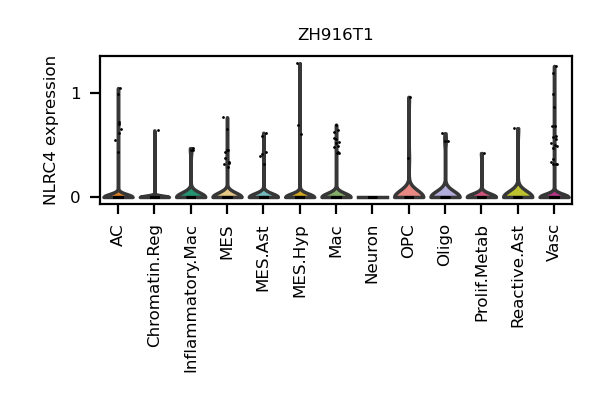 ZH916T1
NLRC4 expression
1
0
AC
Chromatin.Reg
Inflammatory.Mac
MES
MES.Ast
MES.Hyp
Mac
Neuron
OPC
Oligo
Prolif.Metab
Reactive.Ast
Vasc